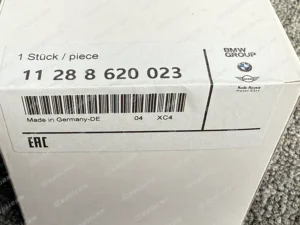 1 Stück / piece
11 28 8 620 023
BMW
GROUP
Made in Germany-DE 04 XC4
EAC